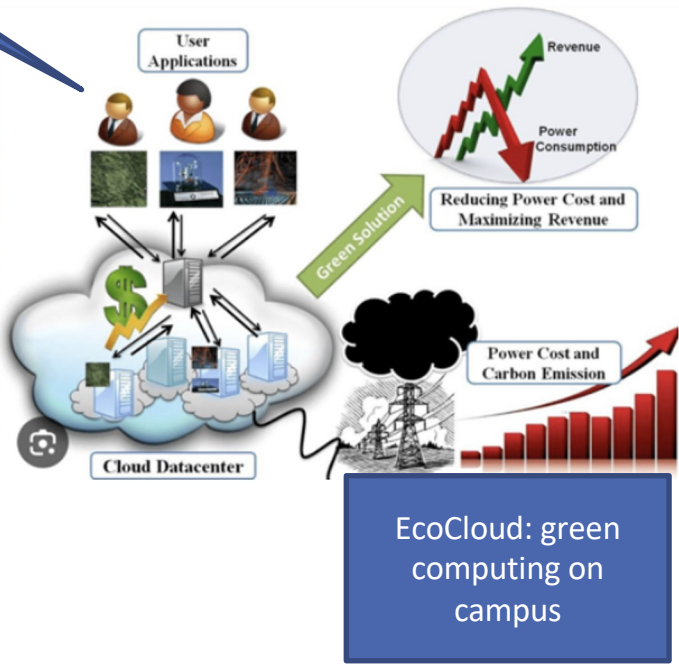 User
Applications
Revenue
Power
Consumption
Reducing Power Cost and
Maximizing Revenue
Green Solution
$
Power Cost and
Carbon Emission
Cloud Datacenter
EcoCloud: green
computing on
campus